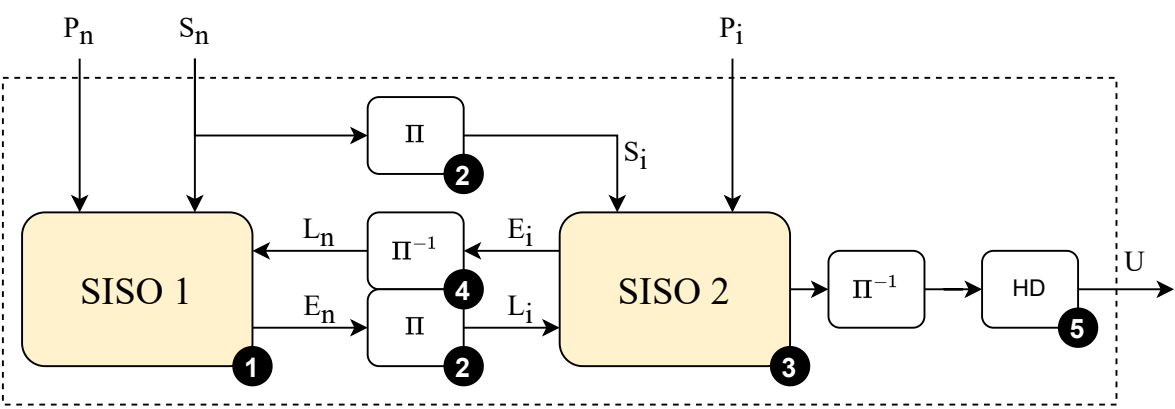 Pn Sn Pi
Π
2
Si
SISO 1
Ln
Π⁻¹
4
Ei
SISO 2
Π⁻¹
HD
5
U
En
Π
2
Li
1
3